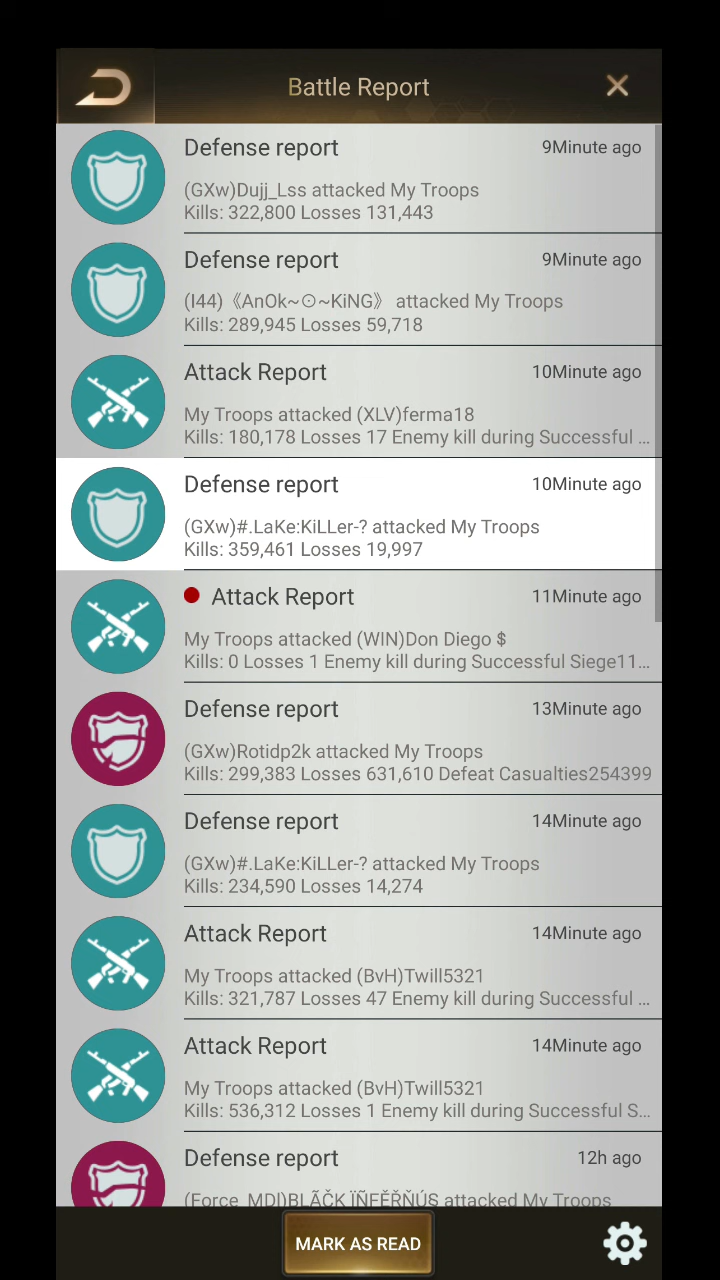 Battle Report
Defense report 9Minute ago
(GXw)Dujj_Lss attacked My Troops
Kills: 322,800 Losses 131,443
Defense report 9Minute ago
(I44)《AnOk~⊙~KiNG》 attacked My Troops
Kills: 289,945 Losses 59,718
Attack Report 10Minute ago
My Troops attacked (XLV)ferma18
Kills: 180,178 Losses 17 Enemy kill during Successful ...
Defense report 10Minute ago
(GXw)#.LaKe:KiLLer-? attacked My Troops
Kills: 359,461 Losses 19,997
Attack Report 11Minute ago
My Troops attacked (WIN)Don Diego $
Kills: 0 Losses 1 Enemy kill during Successful Siege11...
Defense report 13Minute ago
(GXw)Rotidp2k attacked My Troops
Kills: 299,383 Losses 631,610 Defeat Casualties254399
Defense report 14Minute ago
(GXw)#.LaKe:KiLLer-? attacked My Troops
Kills: 234,590 Losses 14,274
Attack Report 14Minute ago
My Troops attacked (BvH)Twill5321
Kills: 321,787 Losses 47 Enemy kill during Successful ...
Attack Report 14Minute ago
My Troops attacked (BvH)Twill5321
Kills: 536,312 Losses 1 Enemy kill during Successful S...
Defense report 12h ago
(Force_MDI)BLÃČK ÏÑFĚŘÑÚS attacked My Troops
MARK AS READ